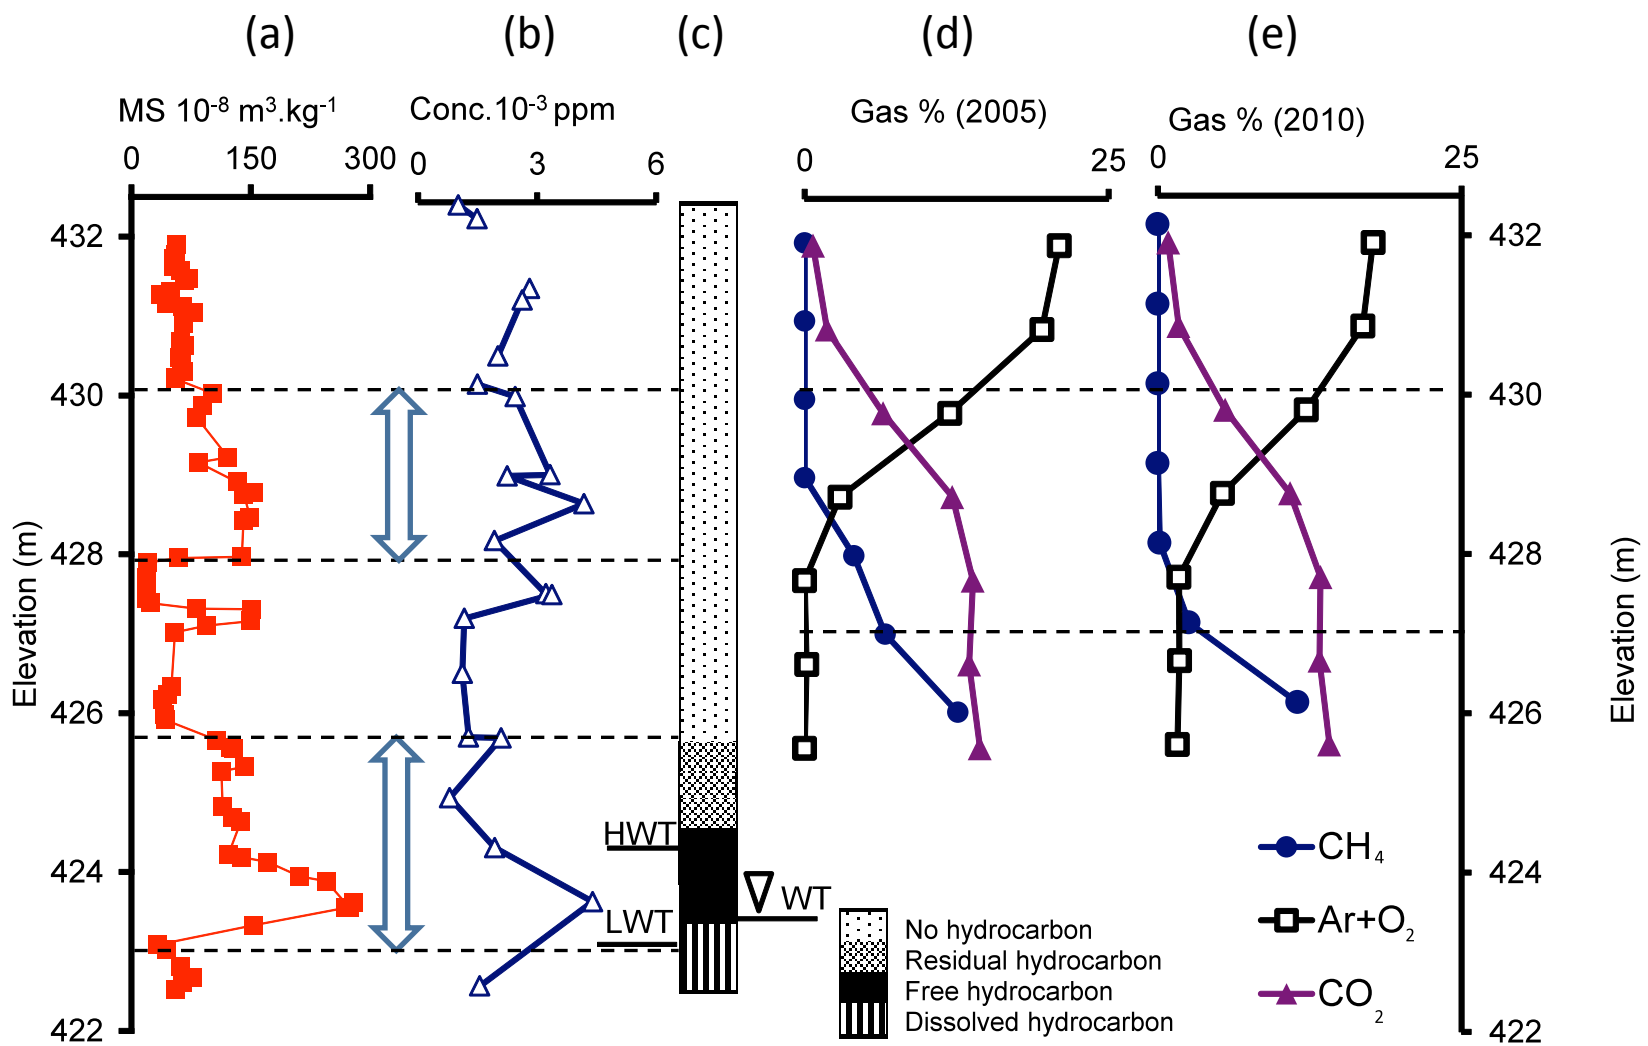 (a) (b) (c) (d) (e)
MS 10⁻⁸ m³.kg⁻¹ Conc.10⁻³ ppm Gas % (2005) Gas % (2010)
0 150 300 0 3 6 0 25 0 25
432 432
430 430
428 428
426 426
424 424
422 422
Elevation (m)
Elevation (m)
HWT
LWT
WT
No hydrocarbon
Residual hydrocarbon
Free hydrocarbon
Dissolved hydrocarbon
CH₄
Ar+O₂
CO₂